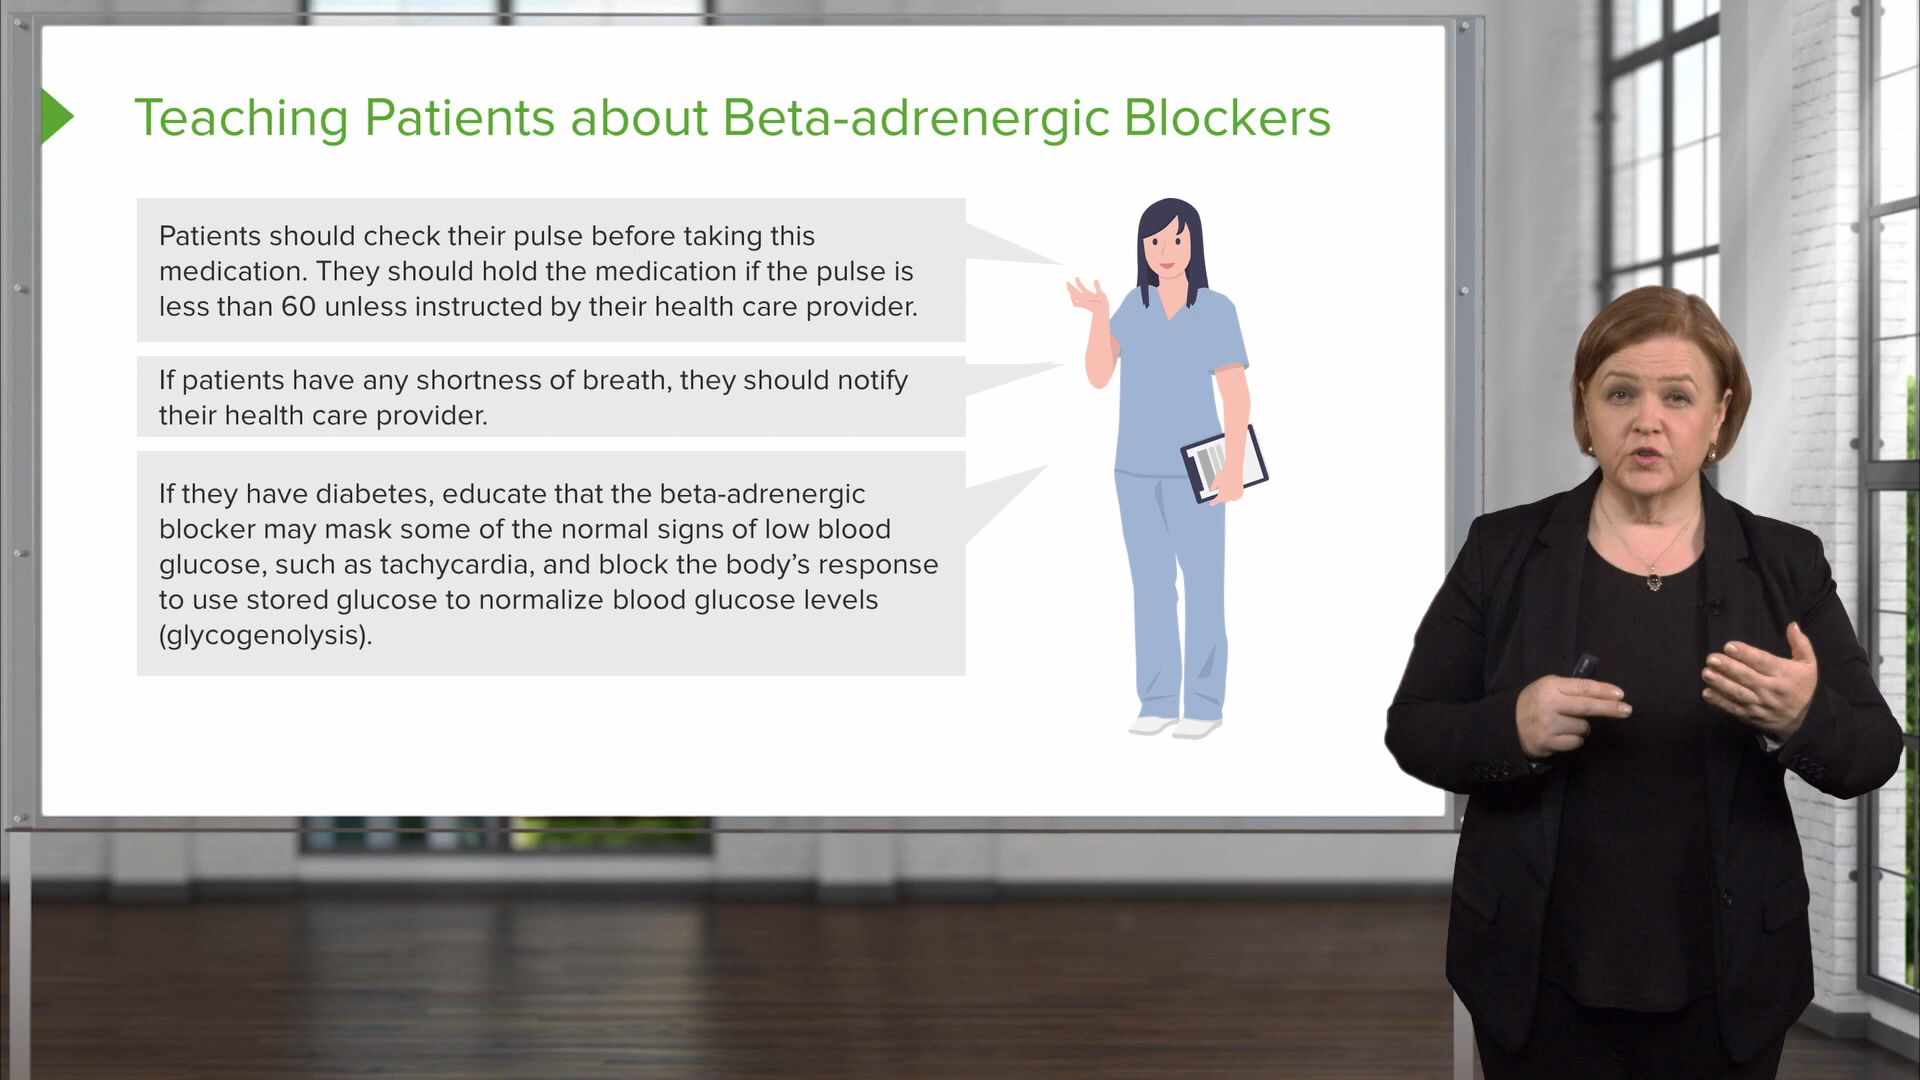 Teaching Patients about Beta-adrenergic Blockers
Patients should check their pulse before taking this
medication. They should hold the medication if the pulse is
less than 60 unless instructed by their health care provider.
If patients have any shortness of breath, they should notify
their health care provider.
If they have diabetes, educate that the beta-adrenergic
blocker may mask some of the normal signs of low blood
glucose, such as tachycardia, and block the body’s response
to use stored glucose to normalize blood glucose levels
(glycogenolysis).